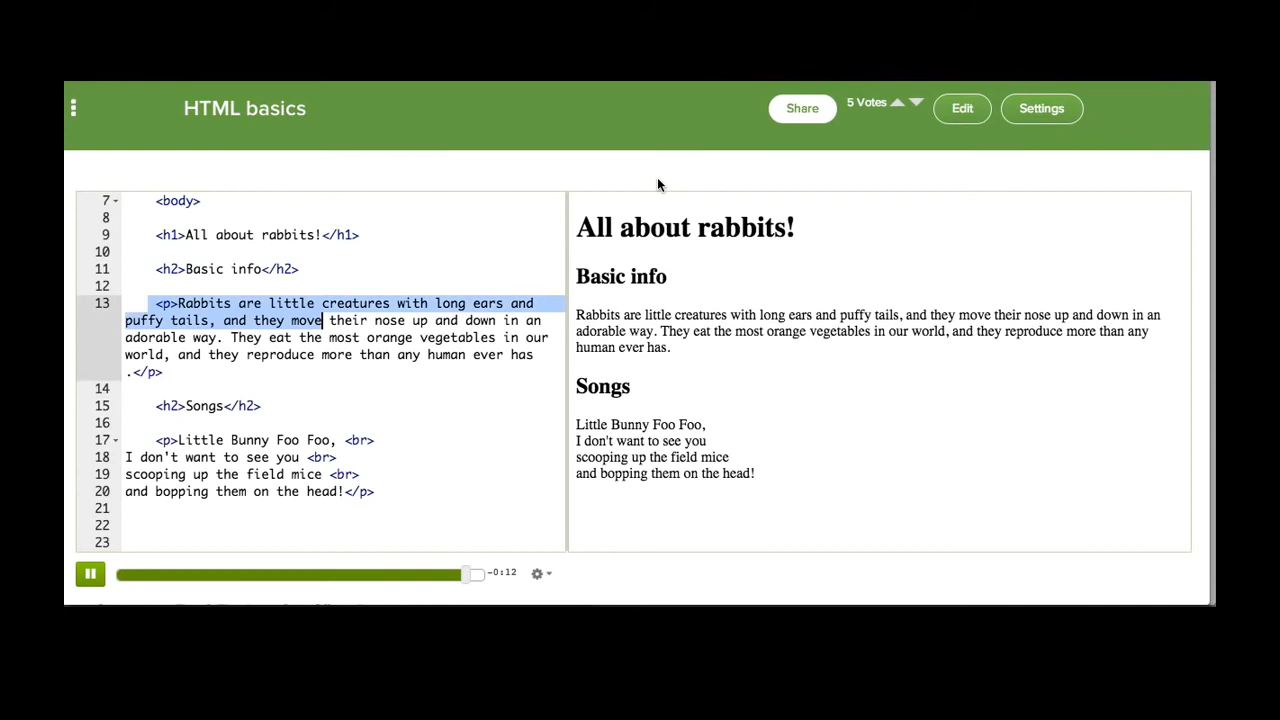 HTML basics
Share
5 Votes
Edit
Settings
7
<body>
8
9
<h1>All about rabbits!</h1>
10
11
<h2>Basic info</h2>
12
13
<p>Rabbits are little creatures with long ears and
puffy tails, and they move their nose up and down in an
adorable way. They eat the most orange vegetables in our
world, and they reproduce more than any human ever has
.</p>
14
15
<h2>Songs</h2>
16
17
<p>Little Bunny Foo Foo, <br>
18
I don't want to see you <br>
19
scooping up the field mice <br>
20
and bopping them on the head!</p>
21
22
23
All about rabbits!
Basic info
Rabbits are little creatures with long ears and puffy tails, and they move their nose up and down in an
adorable way. They eat the most orange vegetables in our world, and they reproduce more than any
human ever has.
Songs
Little Bunny Foo Foo,
I don't want to see you
scooping up the field mice
and bopping them on the head!
-0:12